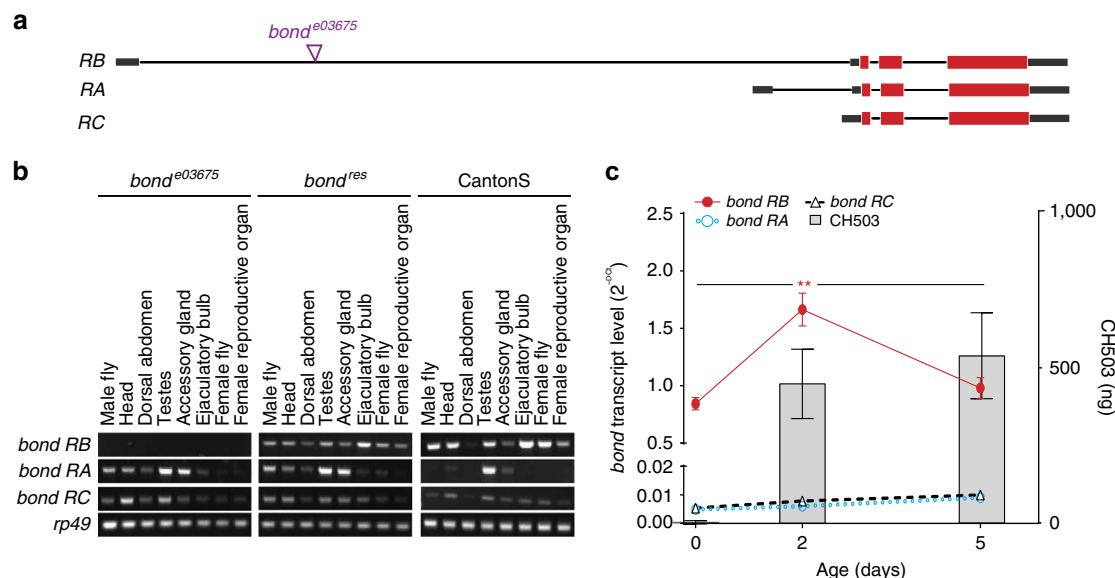 a
bond e03675
RB
RA
RC
b
bond e03675
bond res
CantonS
Male fly
Head
Dorsal abdomen
Testes
Accessory gland
Ejaculatory bulb
Female fly
Female reproductive organ
Male fly
Head
Dorsal abdomen
Testes
Accessory gland
Ejaculatory bulb
Female fly
Female reproductive organ
Male fly
Head
Dorsal abdomen
Testes
Accessory gland
Ejaculatory bulb
Female fly
Female reproductive organ
bond RB
bond RA
bond RC
rp49
c
bond RB
bond RC
bond RA
CH503
bond transcript level (2^-DCt)
2.5
2.0
1.5
1.0
0.5
0.02
0.01
0.00
**
1,000
500
0
CH503
(ng)
0
2
5
Age (days)